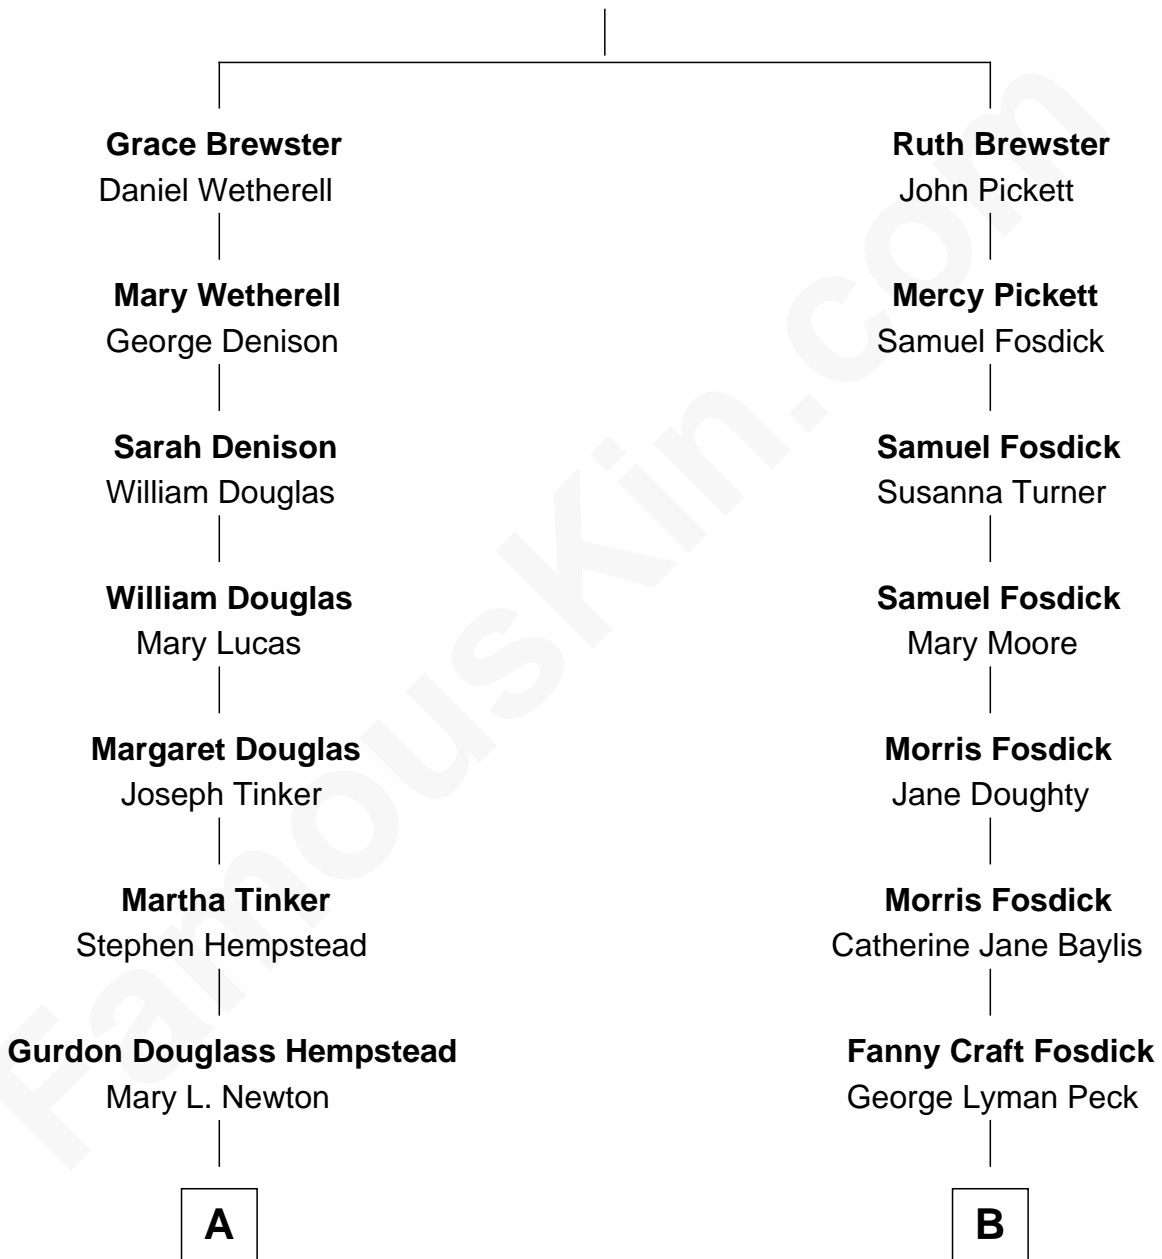 Grace Brewster
Daniel Wetherell
Mary Wetherell
George Denison
Sarah Denison
William Douglas
William Douglas
Mary Lucas
Margaret Douglas
Joseph Tinker
Martha Tinker
Stephen Hempstead
Gurdon Douglass Hempstead
Mary L. Newton
A
Ruth Brewster
John Pickett
Mercy Pickett
Samuel Fosdick
Samuel Fosdick
Susanna Turner
Samuel Fosdick
Mary Moore
Morris Fosdick
Jane Doughty
Morris Fosdick
Catherine Jane Baylis
Fanny Craft Fosdick
George Lyman Peck
B
FamousKin.com